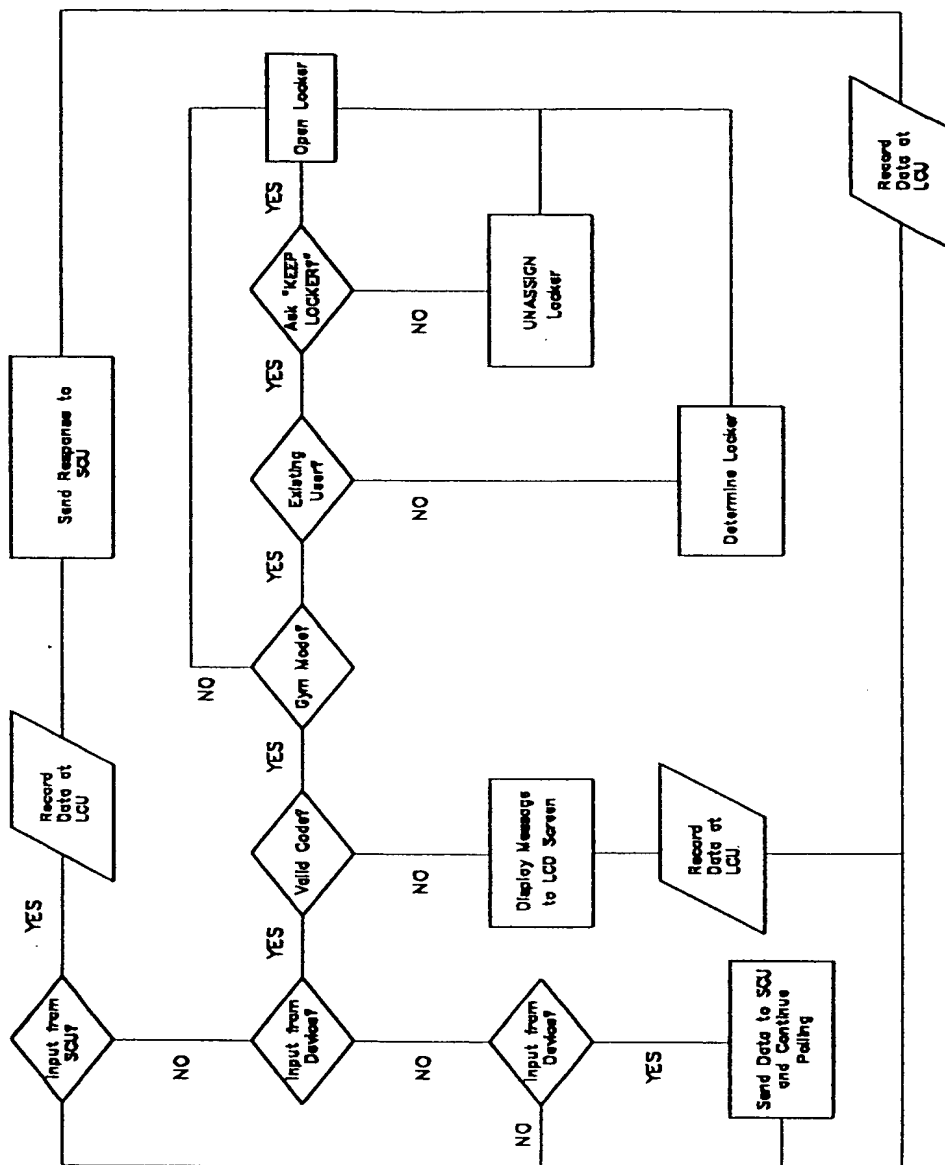 Input from
SCU?
YES
Record
Data at
LCU
Send Response to
SCU
NO
NO
Input from
Device?
YES
Valid Code?
YES
Gym Mode?
YES
Existing
User?
YES
Ask "KEEP
LOCKER?"
YES
Open Locker
NO
NO
NO
NO
NO
Input from
Device?
Display Message
to LCD Screen
UNASSIGN
Locker
YES
Record
Data at
LCU.
Determine Locker
Send Data to SCU
and Continue
Polling
Record
Data at
LCU